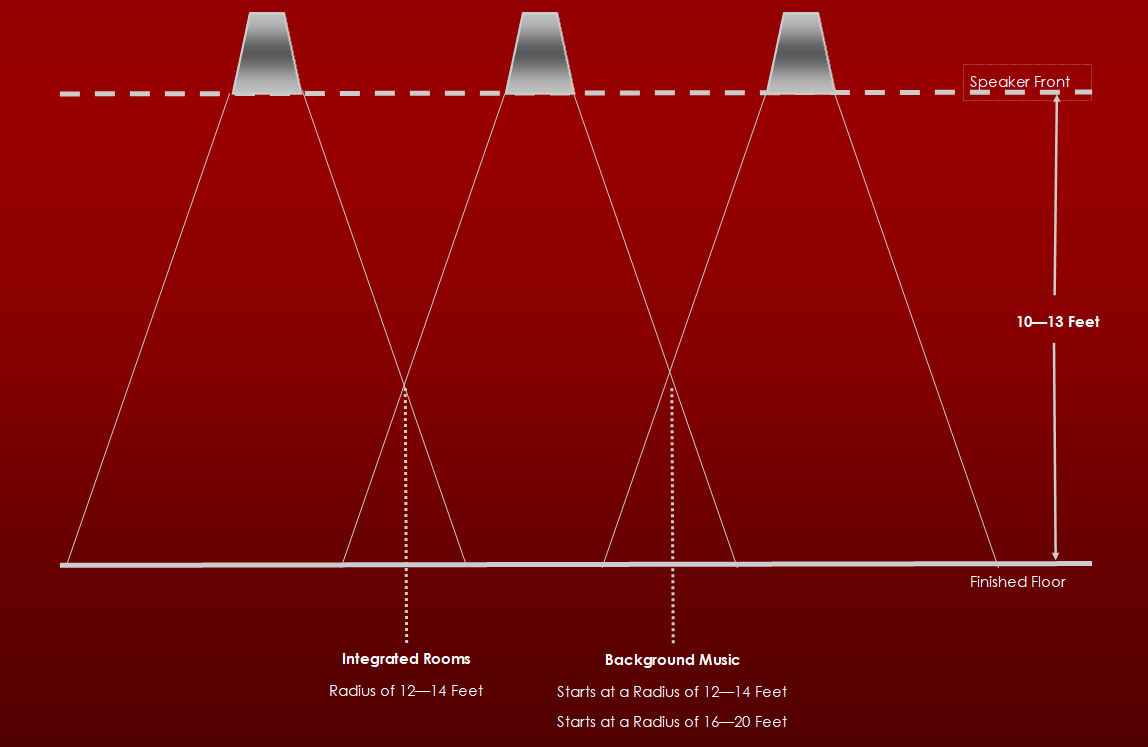 Speaker Front
10—13 Feet
Finished Floor
Integrated Rooms
Radius of 12—14 Feet
Background Music
Starts at a Radius of 12—14 Feet
Starts at a Radius of 16—20 Feet